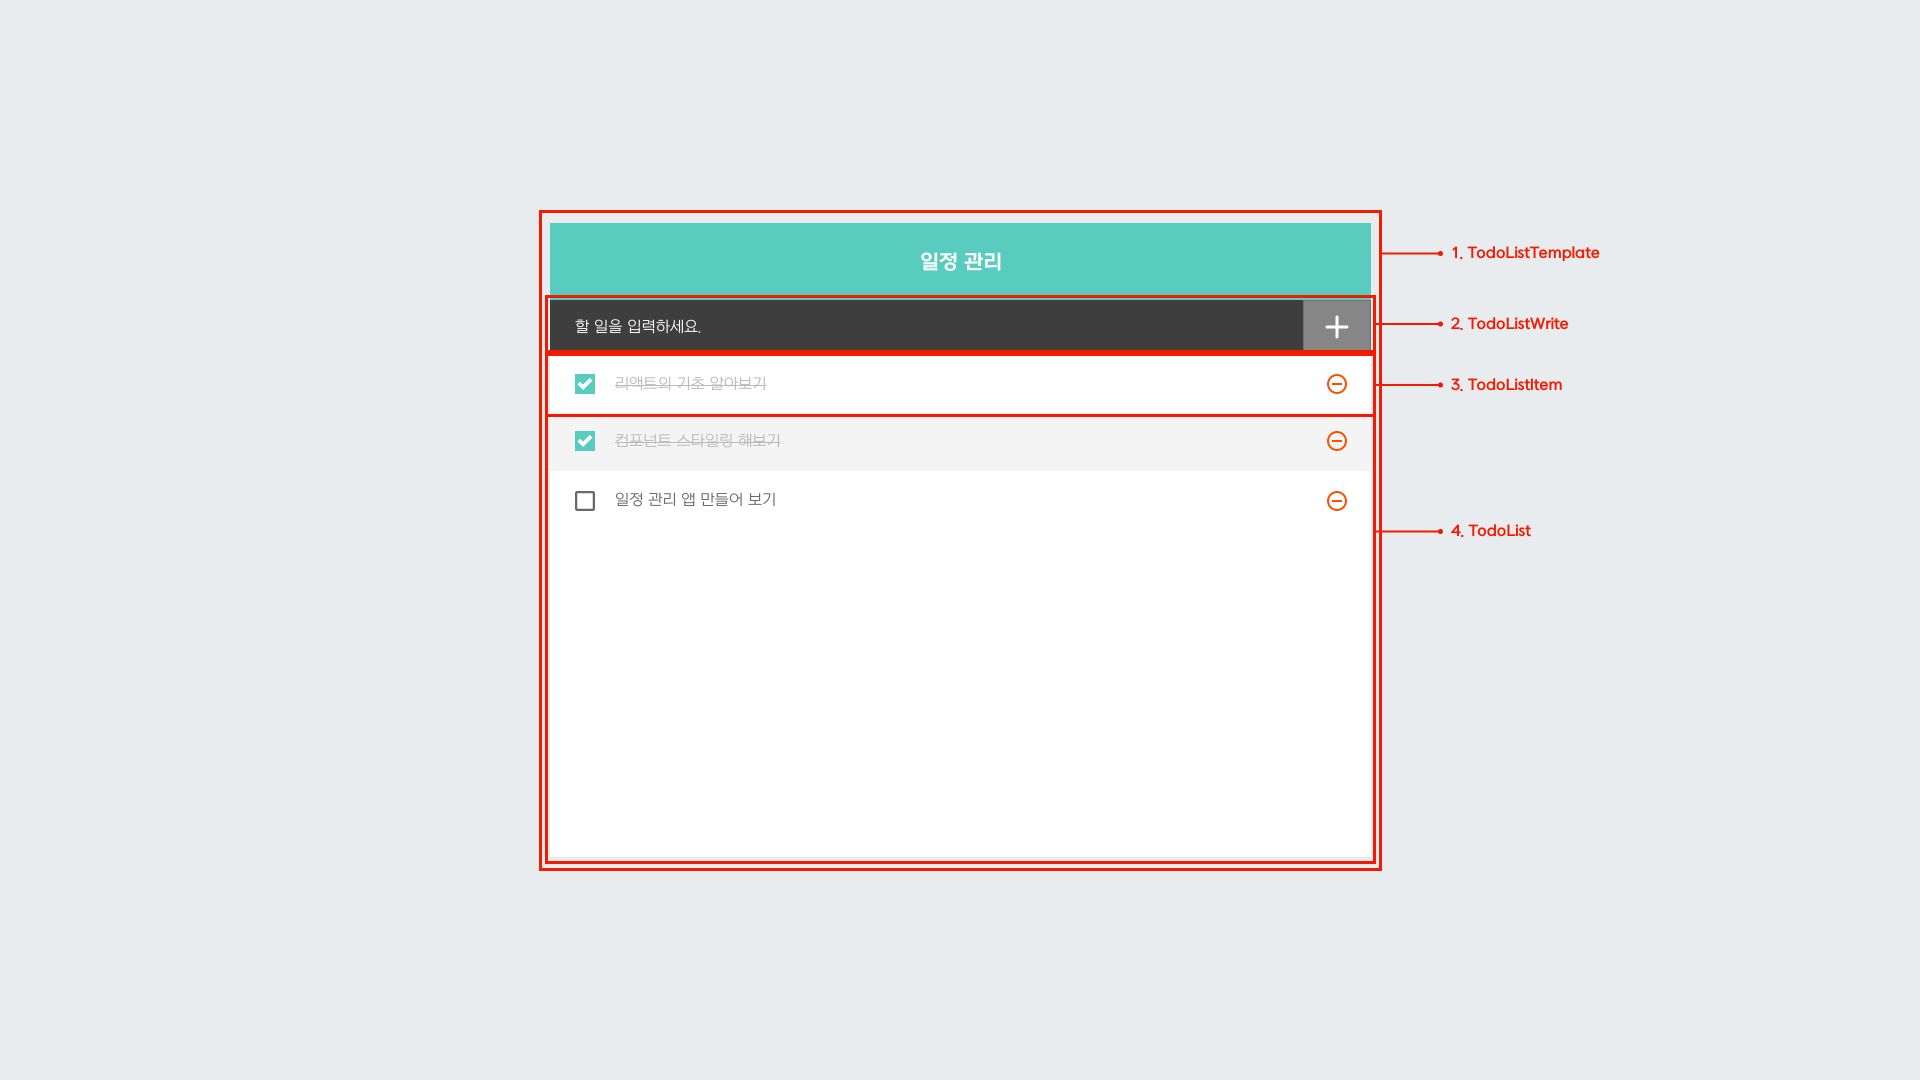 일정 관리
1. TodoListTemplate
할 일을 입력하세요.
2. TodoListWrite
리액트의 기초 알아보기
3. TodoListItem
컴포넌트 스타일링 해보기
일정 관리 앱 만들어 보기
4. TodoList